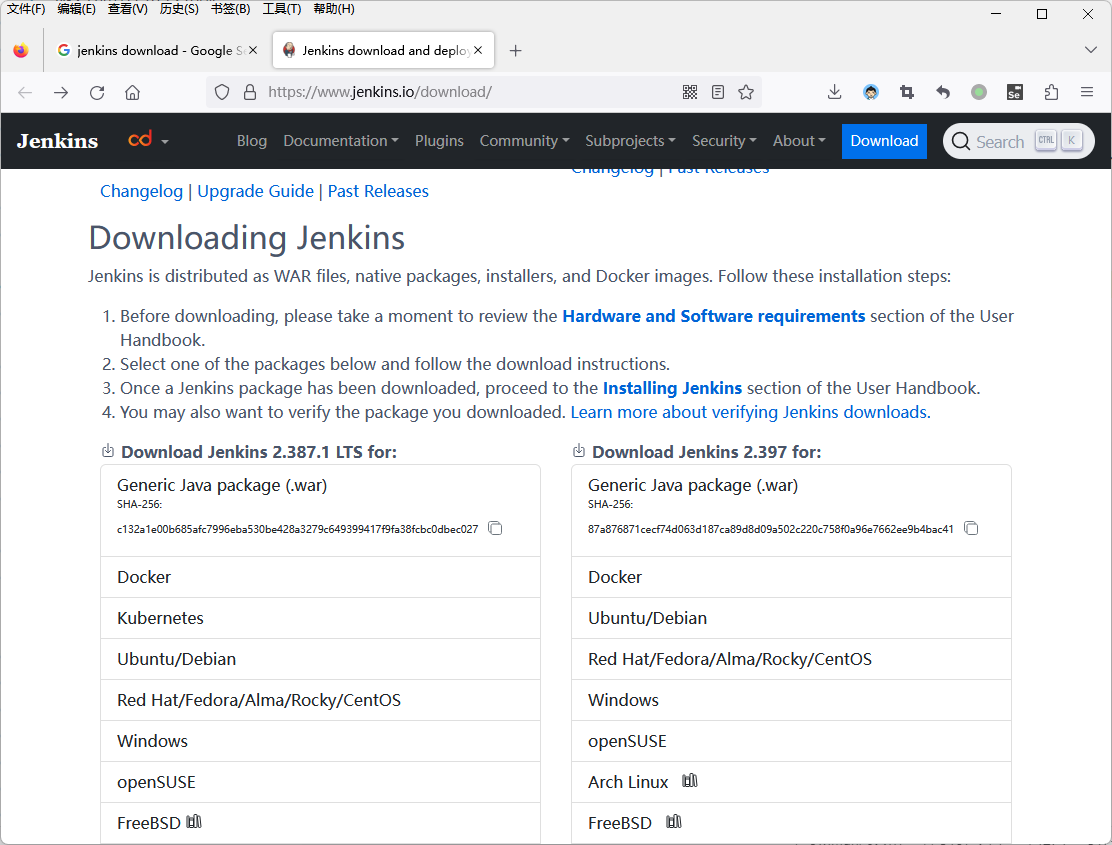 文件(F) 编辑(E) 查看(V) 历史(S) 书签(B) 工具(T) 帮助(H)
jenkins download - Google S
Jenkins download and deploy
https://www.jenkins.io/download/
Se
Jenkins
cd
Blog Documentation Plugins Community Subprojects Security About Download Search CTRL K
Changelog | Past Releases
Changelog | Upgrade Guide | Past Releases
Downloading Jenkins
Jenkins is distributed as WAR files, native packages, installers, and Docker images. Follow these installation steps:
1. Before downloading, please take a moment to review the Hardware and Software requirements section of the User
Handbook.
2. Select one of the packages below and follow the download instructions.
3. Once a Jenkins package has been downloaded, proceed to the Installing Jenkins section of the User Handbook.
4. You may also want to verify the package you downloaded. Learn more about verifying Jenkins downloads.
Download Jenkins 2.387.1 LTS for:
Generic Java package (.war)
SHA-256:
c132a1e00b685afc7996eba530be428a3279c649399417f9fa38fcbc0dbec027
Docker
Kubernetes
Ubuntu/Debian
Red Hat/Fedora/Alma/Rocky/CentOS
Windows
openSUSE
FreeBSD
Download Jenkins 2.397 for:
Generic Java package (.war)
SHA-256:
87a876871cecf74d063d187ca89d8d09a502c220c758f0a96e7662ee9b4bac41
Docker
Ubuntu/Debian
Red Hat/Fedora/Alma/Rocky/CentOS
Windows
openSUSE
Arch Linux
FreeBSD